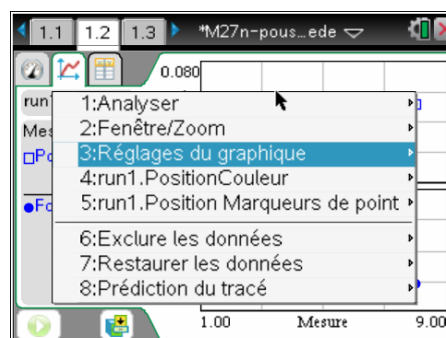 1.1 1.2 1.3 *M27n-pous…ede
0.080
run1
1:Analyser
Mes
2:Fenêtre/Zoom
3:Réglages du graphique
Po
4:run1.PositionCouleur
5:run1.Position Marqueurs de point
Fo
6:Exclure les données
7:Restaurer les données
8:Prédiction du tracé
1.00 Mesure 9.00